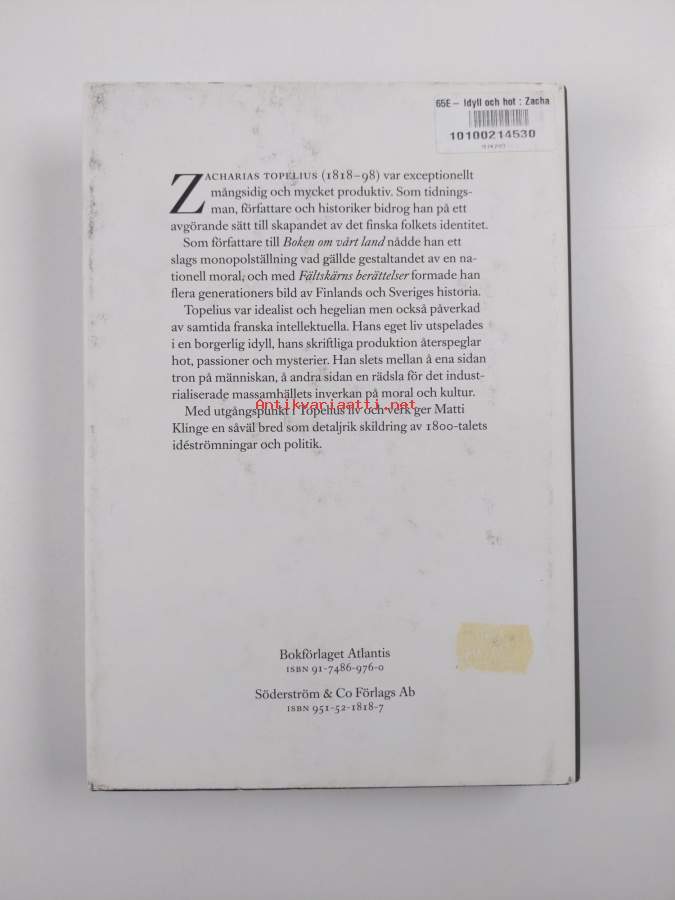 65E – Idyll och hot : Zacha
10100214530
ZACHARIAS TOPELIUS (1818–98) var exceptionellt
mångsidig och mycket produktiv. Som tidnings-
man, författare och historiker bidrog han på ett
avgörande sätt till skapandet av det finska folkets identitet.
Som författare till Boken om vårt land nådde han ett
slags monopolställning vad gällde gestaltandet av en na-
tionell moral, och med Fältskärns berättelser formade han
flera generationers bild av Finlands och Sveriges historia.
Topelius var idealist och hegelian men också påverkad
av samtida franska intellektuella. Hans eget liv utspelades
i en borgerlig idyll, hans skriftliga produktion återspeglar
hot, passioner och mysterier. Han slets mellan å ena sidan
tron på människan, å andra sidan en rädsla för det indust-
rialiserade massamhällets inverkan på moral och kultur.
Antikvariaatti.net
Med utgångspunkt i Topelius liv och verk ger Matti
Klinge en såväl bred som detaljrik skildring av 1800-talets
idéströmningar och politik.
Bokförlaget Atlantis
ISBN 91-7486-976-0
Söderström & Co Förlags Ab
ISBN 951-52-1818-7